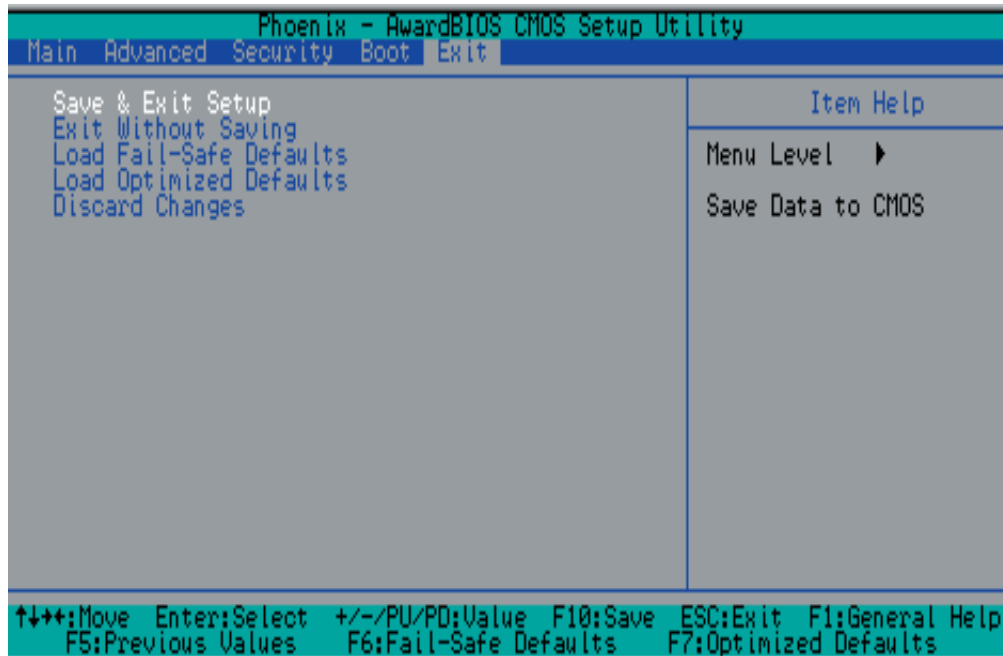 Phoenix - AwardBIOS CMOS Setup Utility
Main Advanced Security Boot Exit
Save & Exit Setup
Exit Without Saving
Load Fail-Safe Defaults
Load Optimized Defaults
Discard Changes
Item Help
Menu Level ▶
Save Data to CMOS
↑↓→←:Move Enter:Select +/-/PU/PD:Value F10:Save ESC:Exit F1:General Help
F5:Previous Values F6:Fail-Safe Defaults F7:Optimized Defaults